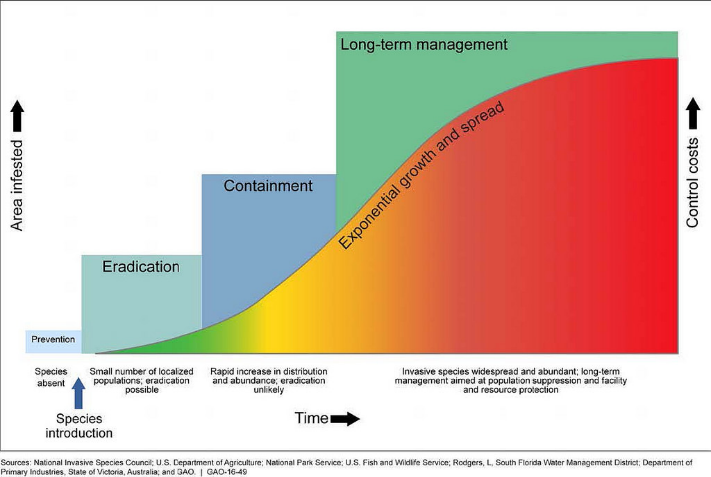 Long-term management
Area infested
Control costs
Exponential growth and spread
Containment
Eradication
Prevention
Species
absent
Small number of localized
populations; eradication
possible
Rapid increase in distribution
and abundance; eradication
unlikely
Invasive species widespread and abundant; long-term
management aimed at population suppression and facility
and resource protection
Species
introduction
Time
Sources: National Invasive Species Council; U.S. Department of Agriculture; National Park Service; U.S. Fish and Wildlife Service; Rodgers, L, South Florida Water Management District; Department of
Primary Industries, State of Victoria, Australia; and GAO. | GAO-16-49